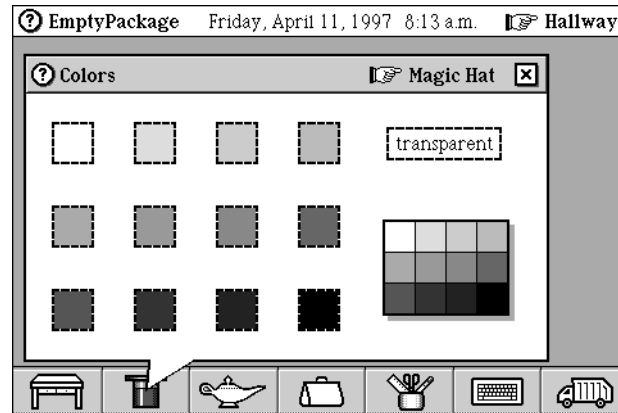 EmptyPackage Friday, April 11, 1997 8:13 a.m. Hallway
Colors Magic Hat
transparent